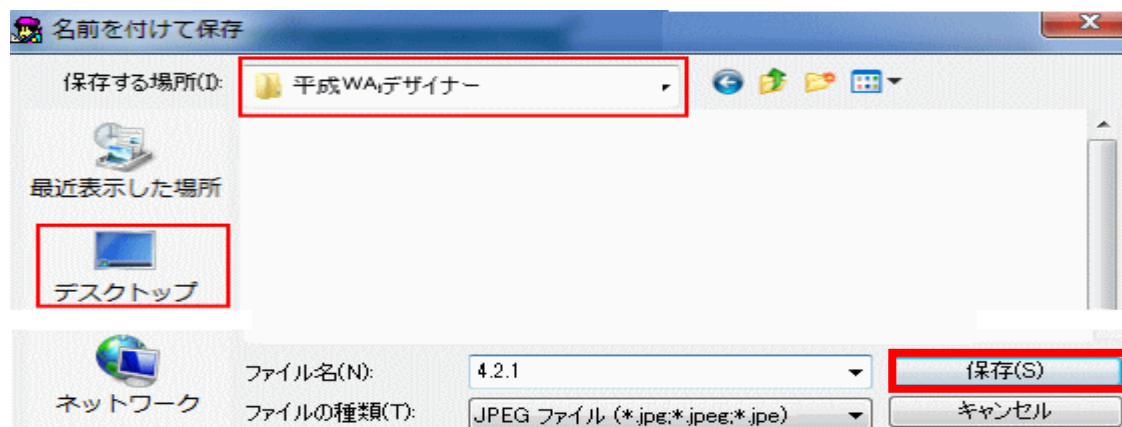 名前を付けて保存
保存する場所(I):
平成WAデザイナー
最近表示した場所
デスクトップ
ネットワーク
ファイル名(N):
4.2.1
保存(S)
ファイルの種類(T):
JPEG ファイル (*.jpg;*.jpeg;*.jpe)
キャンセル